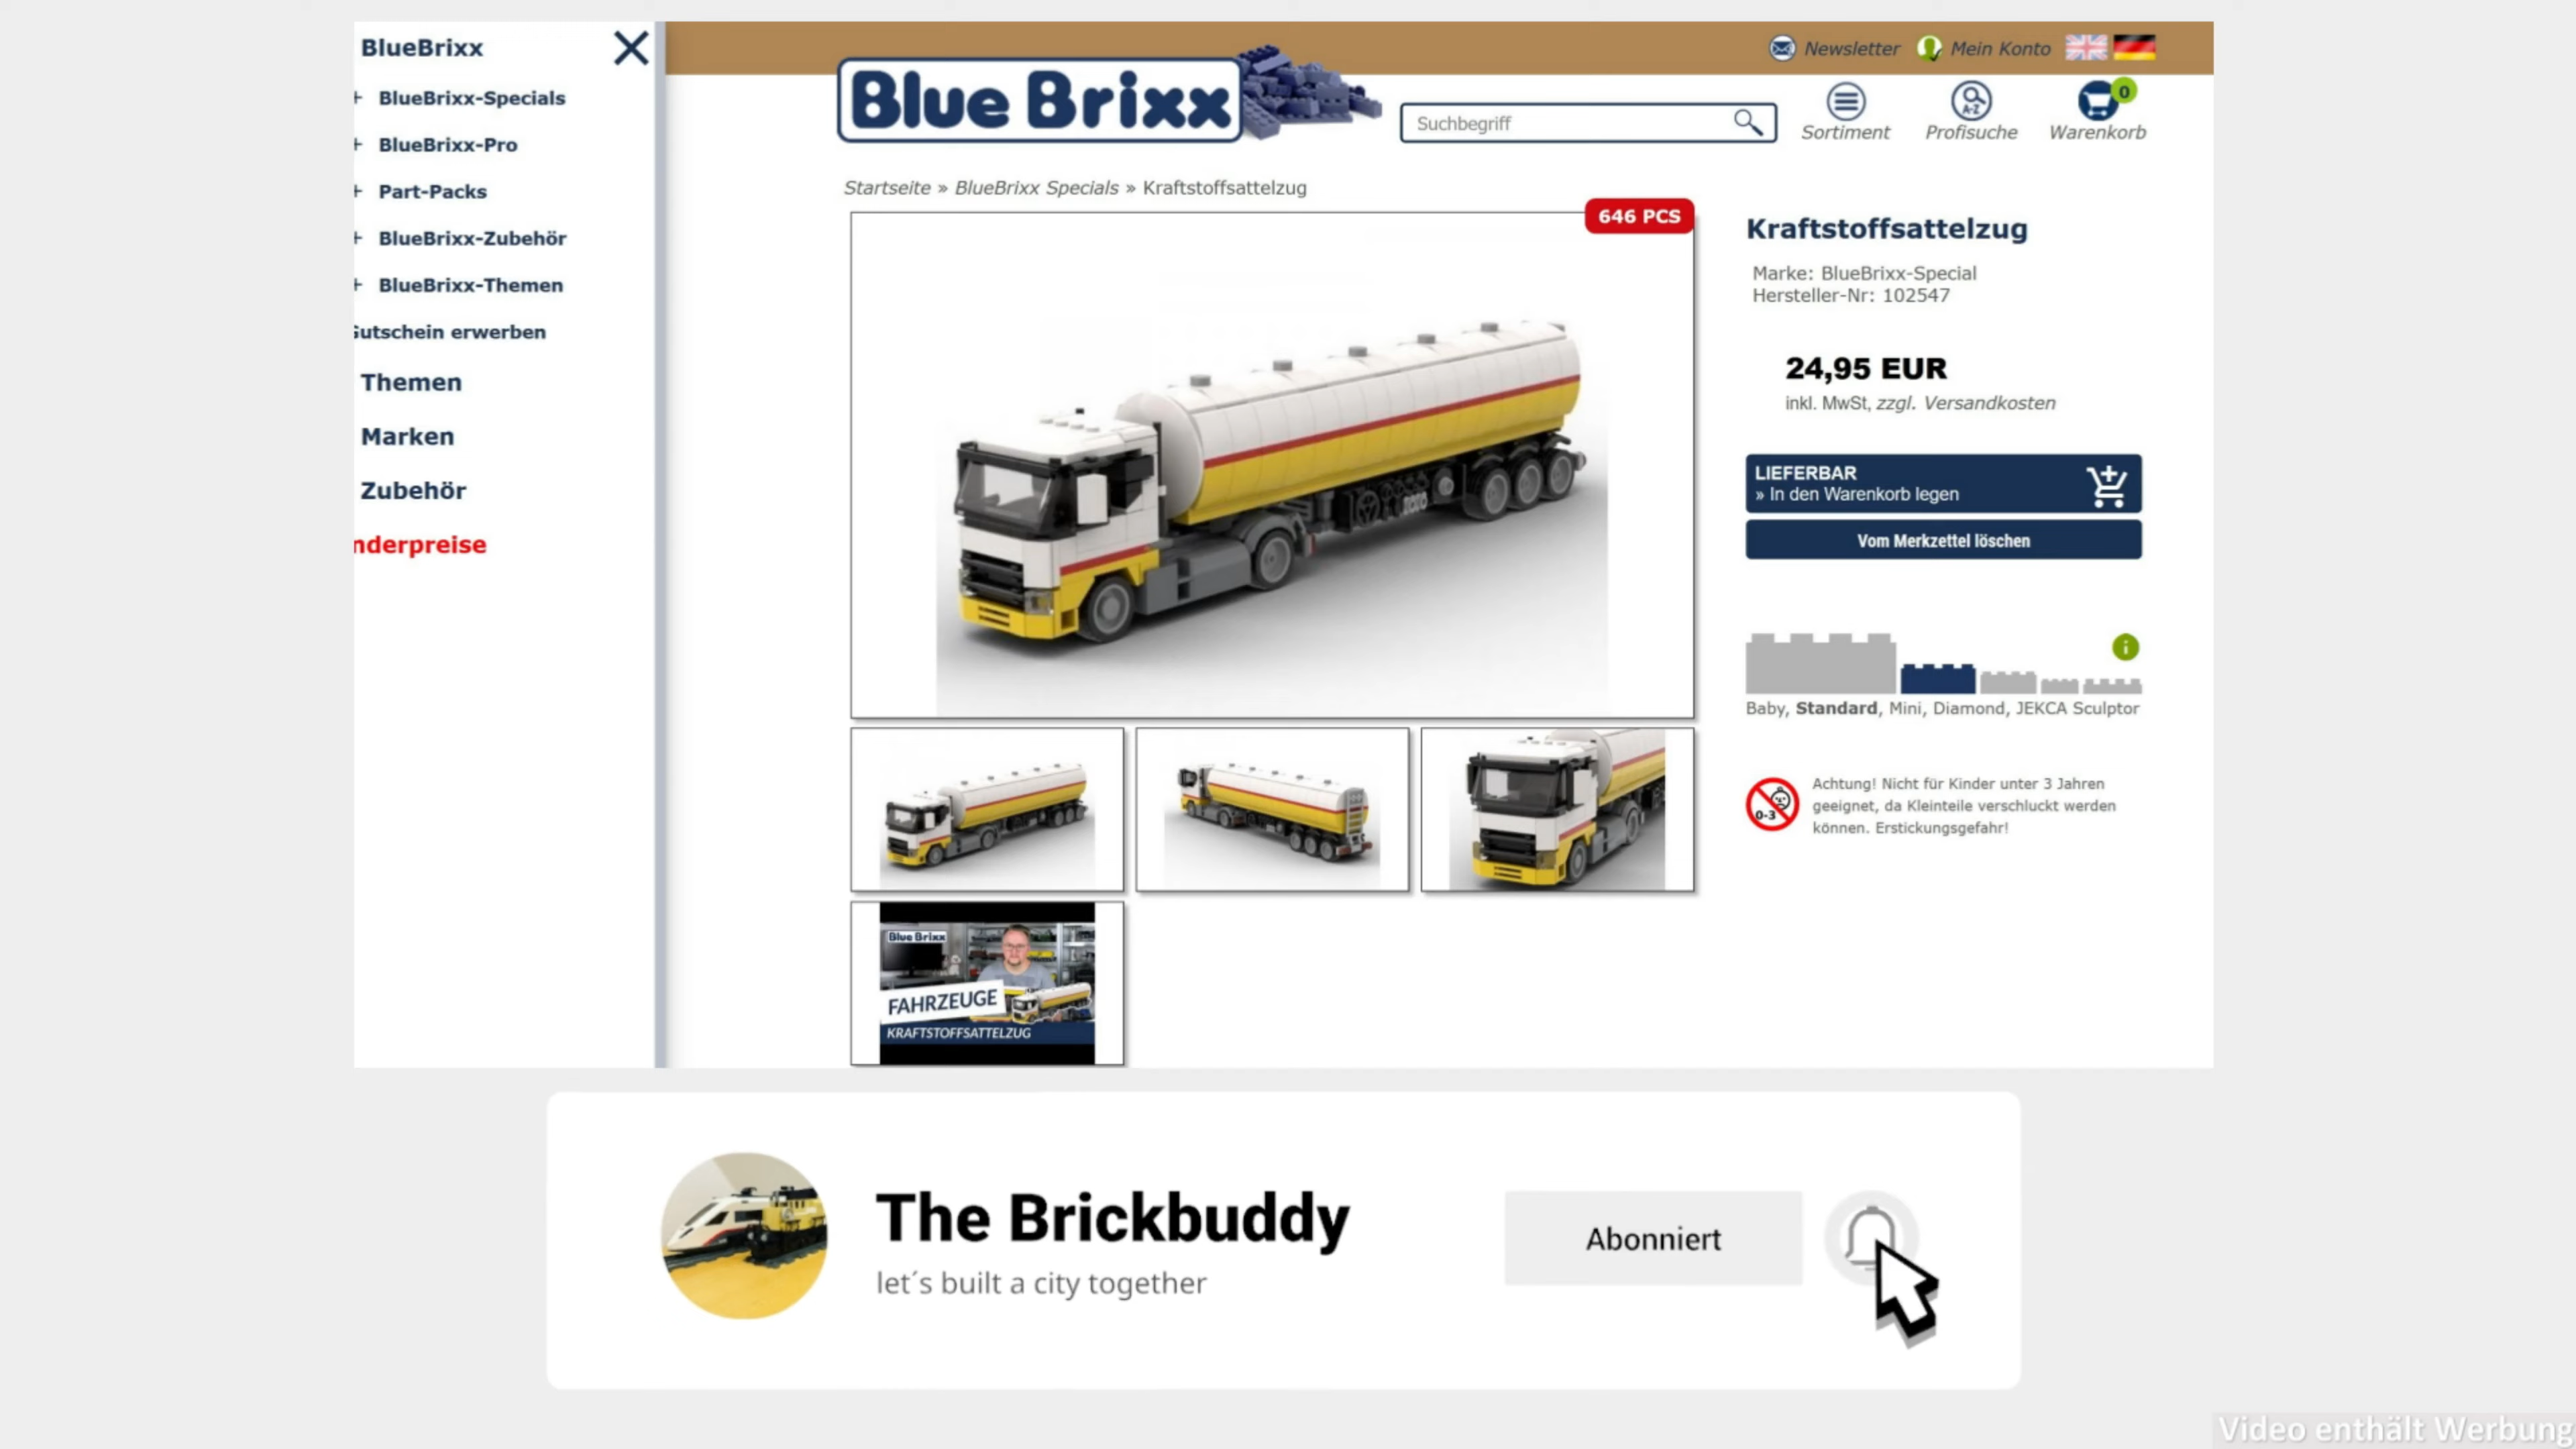 BlueBrixx
BlueBrixx-Specials
BlueBrixx-Pro
Part-Packs
BlueBrixx-Zubehör
BlueBrixx-Themen
Gutschein erwerben
Themen
Marken
Zubehör
nderpreise
Newsletter
Mein Konto
Blue Brixx
Suchbegriff
Sortiment
A-Z
Profisuche
0
Warenkorb
Startseite » BlueBrixx Specials » Kraftstoffsattelzug
646 PCS
Kraftstoffsattelzug
Marke: BlueBrixx-Special
Hersteller-Nr: 102547
24,95 EUR
inkl. MwSt, zzgl. Versandkosten
LIEFERBAR
» In den Warenkorb legen
Vom Merkzettel löschen
i
Baby, Standard, Mini, Diamond, JEKCA Sculptor
0-3
Achtung! Nicht für Kinder unter 3 Jahren
geeignet, da Kleinteile verschluckt werden
können. Erstickungsgefahr!
Blue Brixx
FAHRZEUGE
KRAFTSTOFFSATTELZUG
The Brickbuddy
let´s built a city together
Abonniert
Video enthält Werbung